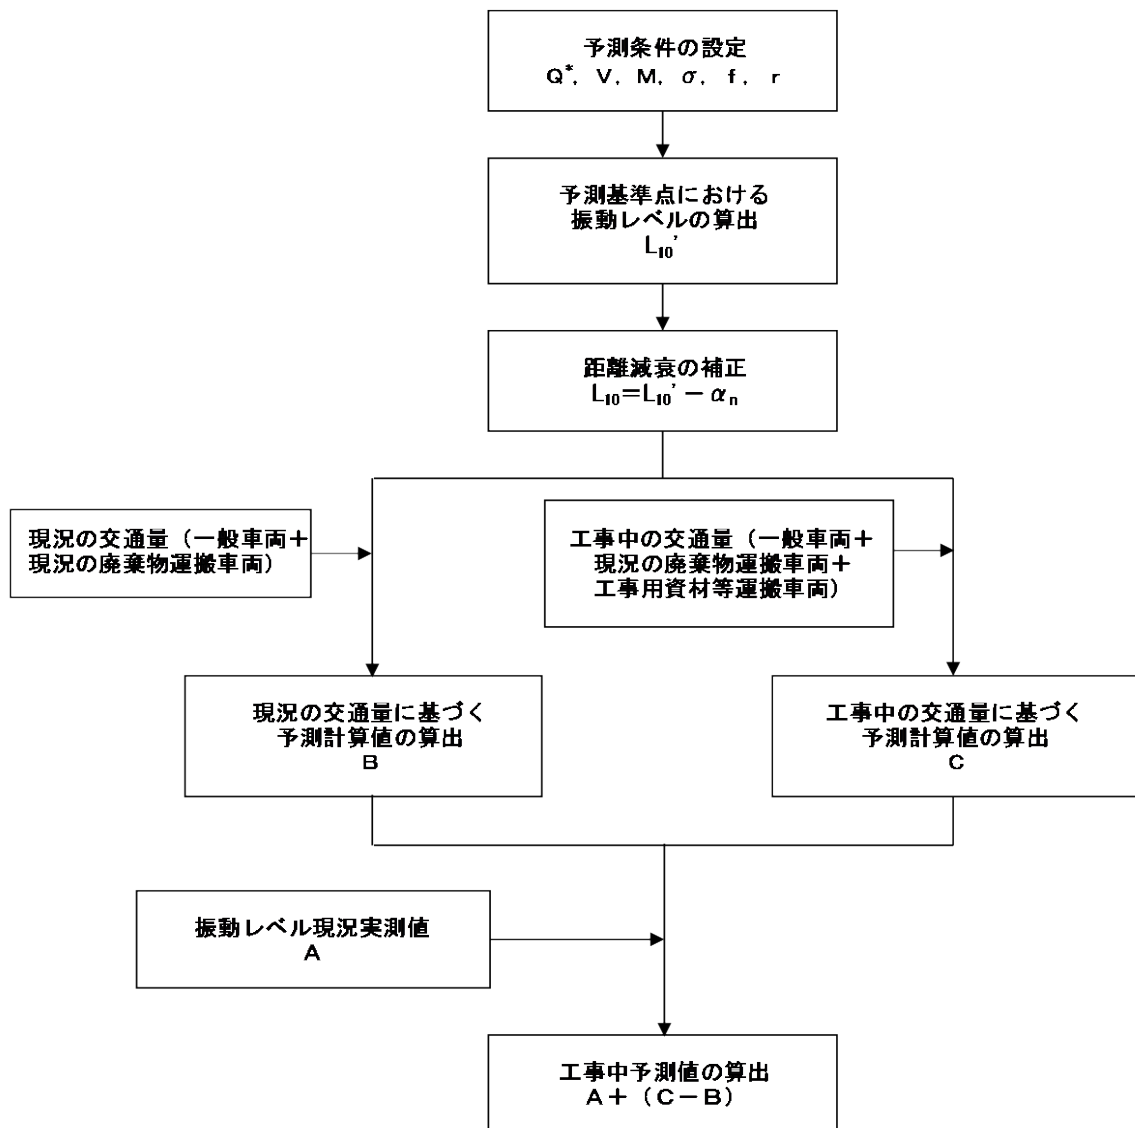 予測条件の設定
Q*, V, M, σ, f, r
予測基準点における
振動レベルの算出
L10'
距離減衰の補正
L10=L10'-αn
現況の交通量(一般車両+
現況の廃棄物運搬車両)
工事中の交通量(一般車両+
現況の廃棄物運搬車両+
工事用資材等運搬車両)
現況の交通量に基づく
予測計算値の算出
B
工事中の交通量に基づく
予測計算値の算出
C
振動レベル現況実測値
A
工事中予測値の算出
A+(C-B)